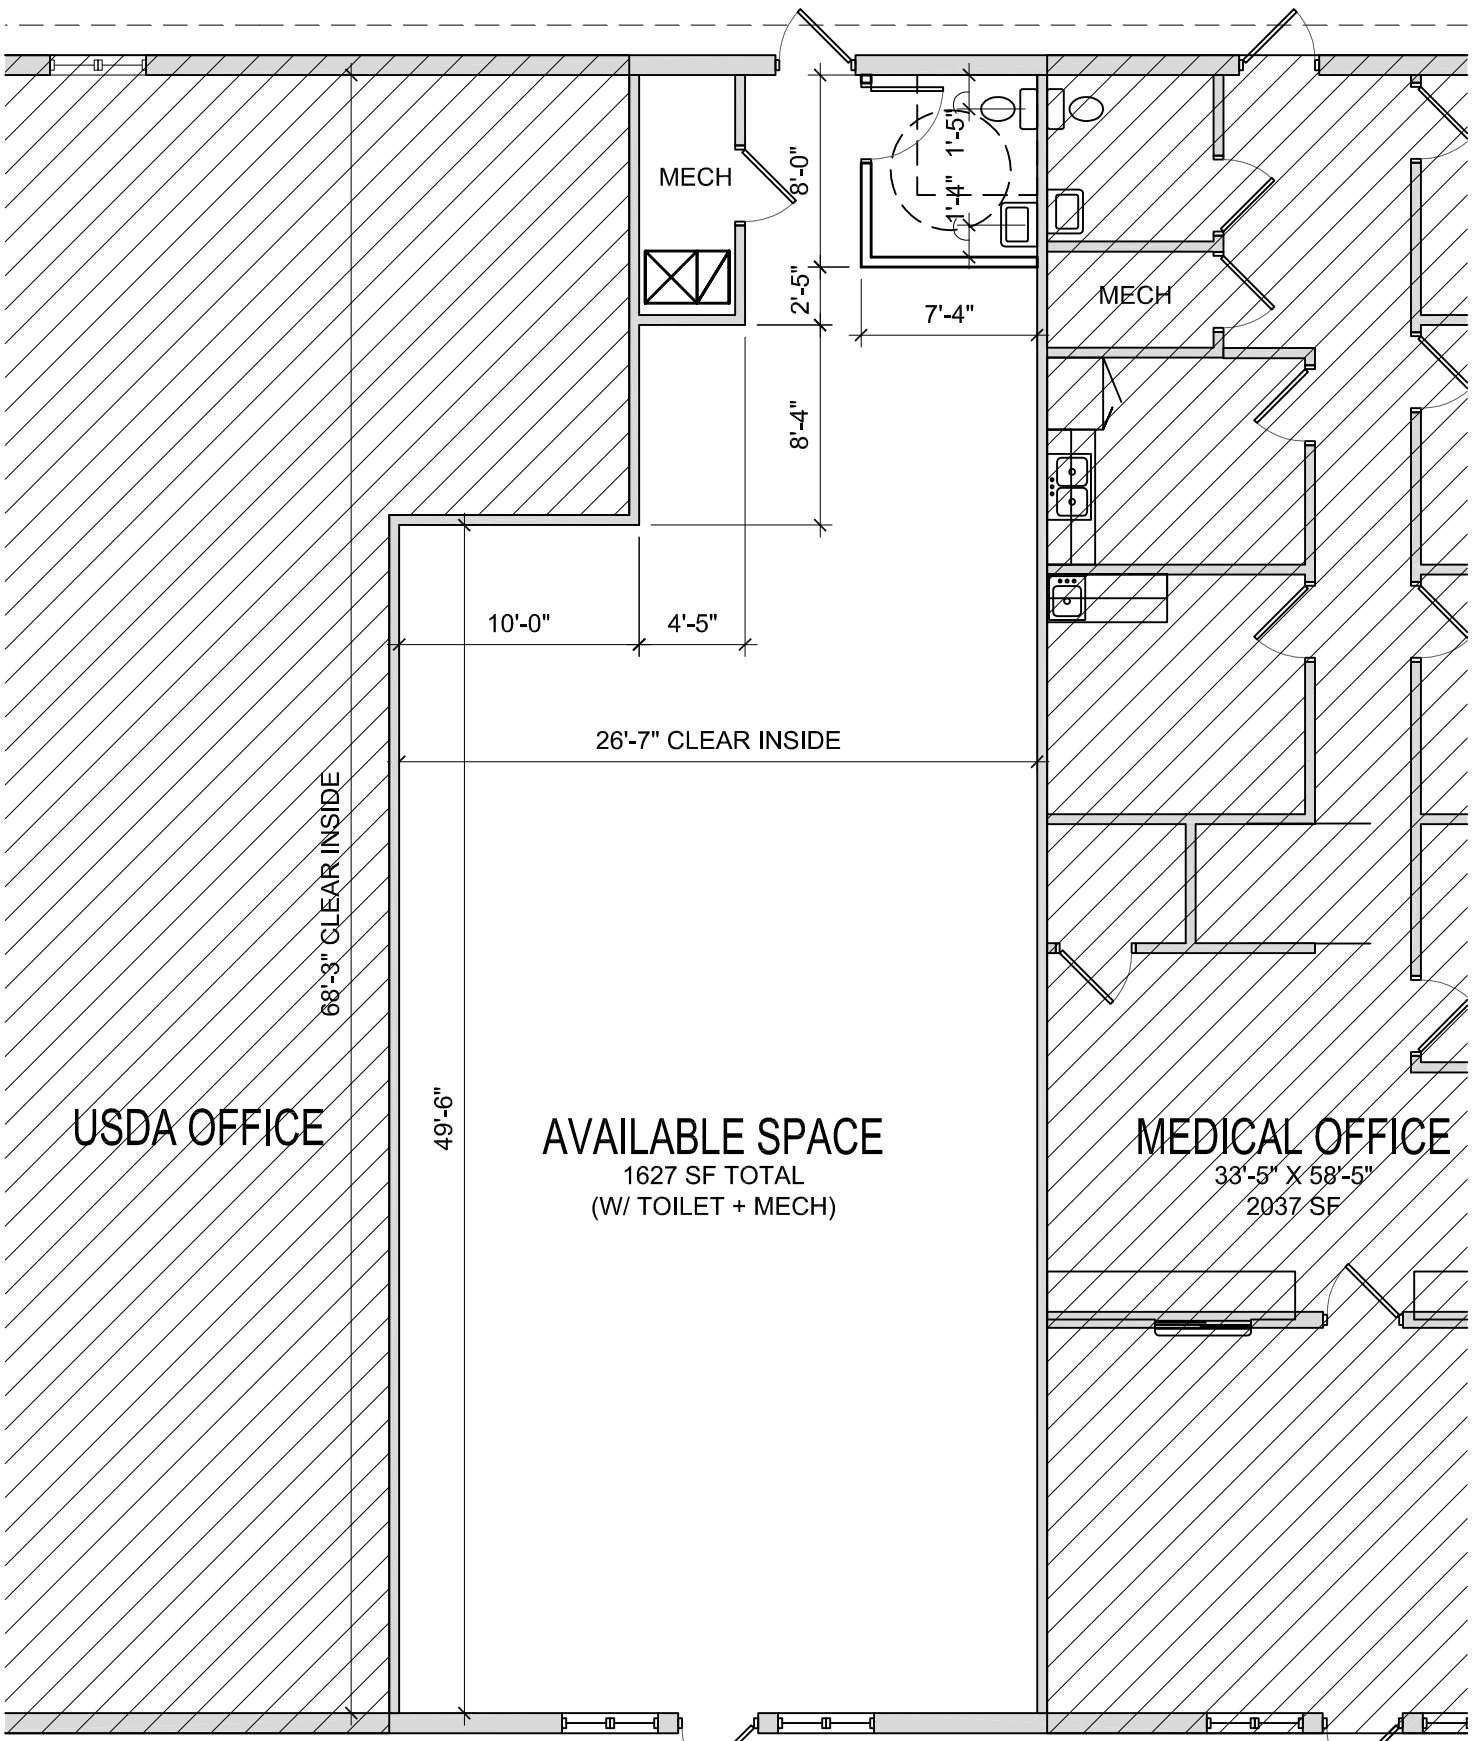 1'-5"
8'-0"
MECH
1'-4"
2'-5"
MECH
7'-4"
8'-4"
10'-0"
4'-5"
26'-7" CLEAR INSIDE
68'-3" CLEAR INSIDE
49'-6"
USDA OFFICE
AVAILABLE SPACE
1627 SF TOTAL
(W/ TOILET + MECH)
MEDICAL OFFICE
33'-5" X 58'-5"
2037 SF